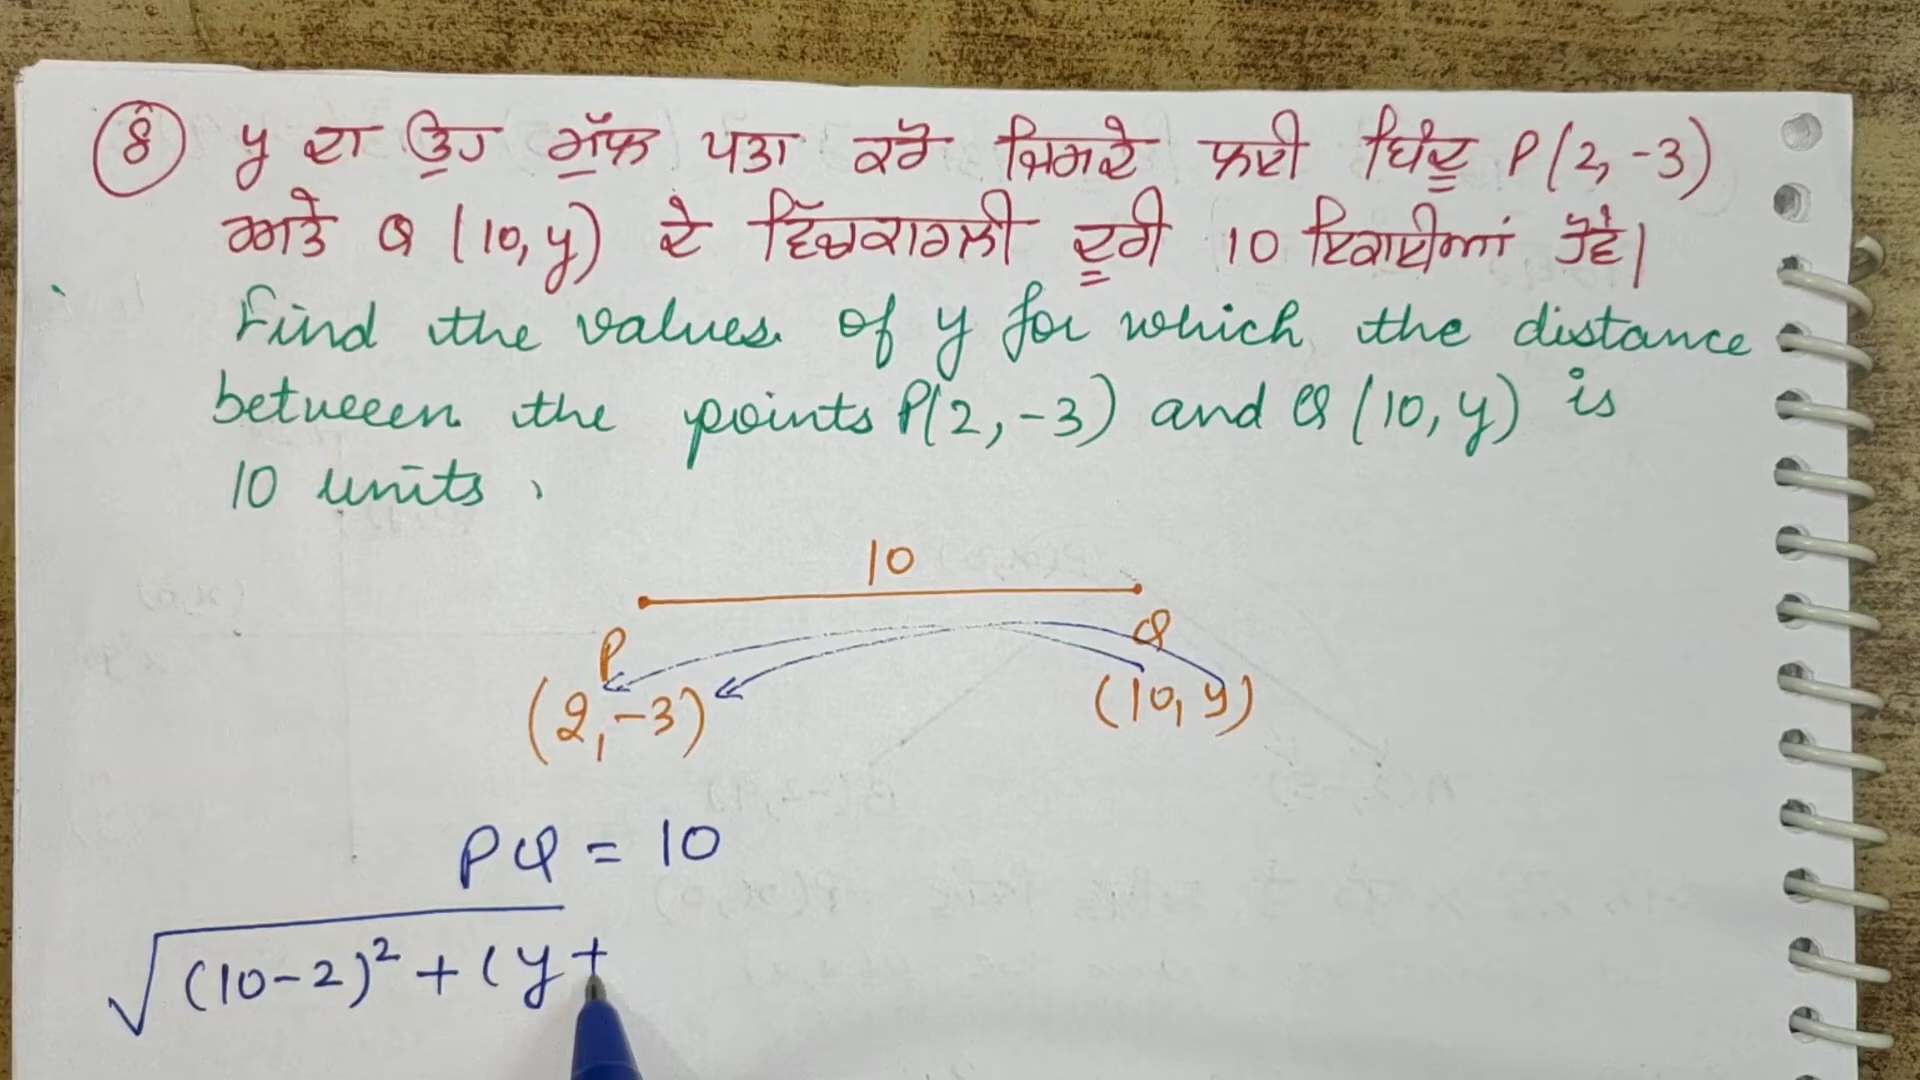 8 y ਦਾ ਉਹ ਮੁੱਲ ਪਤਾ ਕਰੋ ਜਿਸਦੇ ਲਈ ਬਿੰਦੂ P(2, -3)
ਅਤੇ Q (10, y) ਦੇ ਵਿੱਚਕਾਰਲੀ ਦੂਰੀ 10 ਇਕਾਈਆਂ ਹੋਵੇ।
Find the values of y for which the distance
between the points P(2, -3) and Q (10, y) is
10 units.
10
P Q
(2, -3) (10, y)
PQ = 10
√(10-2)² + (y +